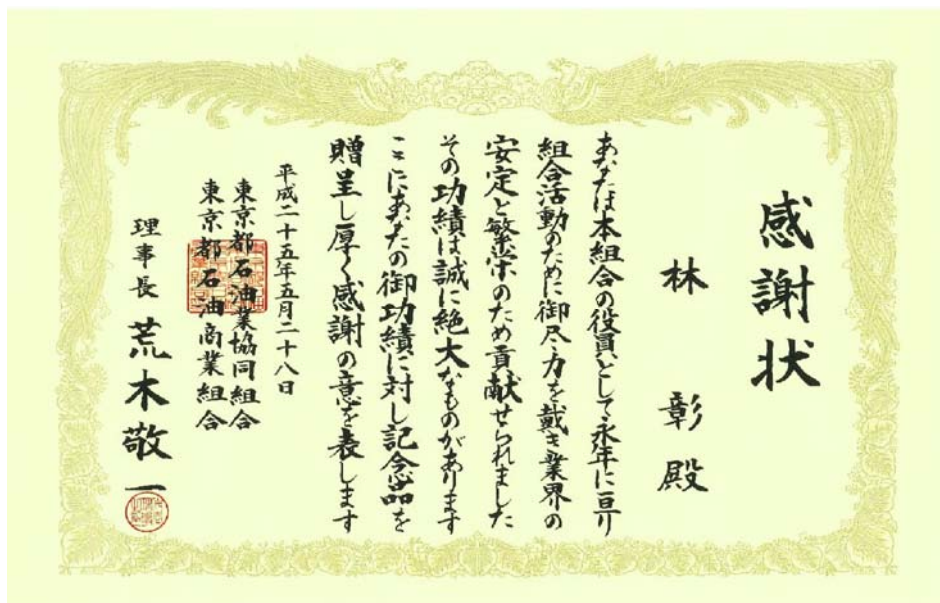 感謝状
林 彰 殿
あなたは本組合の役員として永年に亘り
組合活動のために御尽力を戴き業界の
安定と繁栄のため貢献せられました
その功績は誠に絶大なものがあります
ここにあなたの御功績に対し記念品を
贈呈し厚く感謝の意を表します
平成二十五年五月二十八日
東京都石油業協同組合
東京都石油商業組合
理事長 荒木敬一